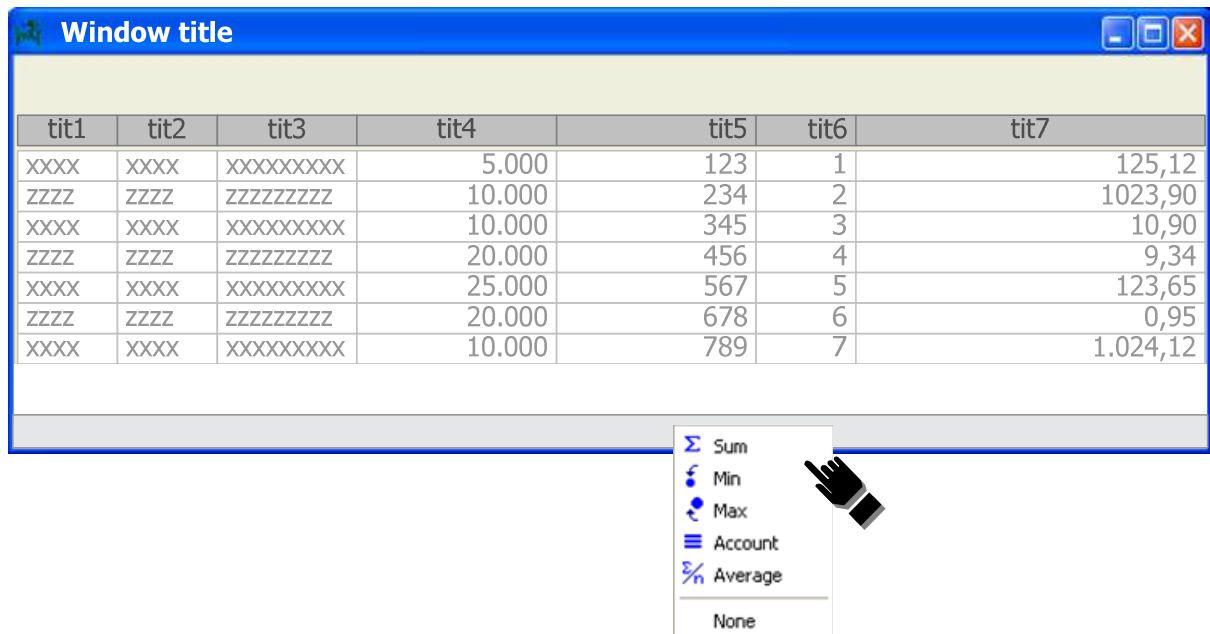 Window title
tit1 tit2 tit3 tit4 tit5 tit6 tit7
xxxx xxxx xxxxxxxxx 5.000 123 1 125,12
zzzz zzzz zzzzzzzzz 10.000 234 2 1023,90
xxxx xxxx xxxxxxxxx 10.000 345 3 10,90
zzzz zzzz zzzzzzzzz 20.000 456 4 9,34
xxxx xxxx xxxxxxxxx 25.000 567 5 123,65
zzzz zzzz zzzzzzzzz 20.000 678 6 0,95
xxxx xxxx xxxxxxxxx 10.000 789 7 1.024,12
Σ Sum
Min
Max
Account
Σ/n Average
None